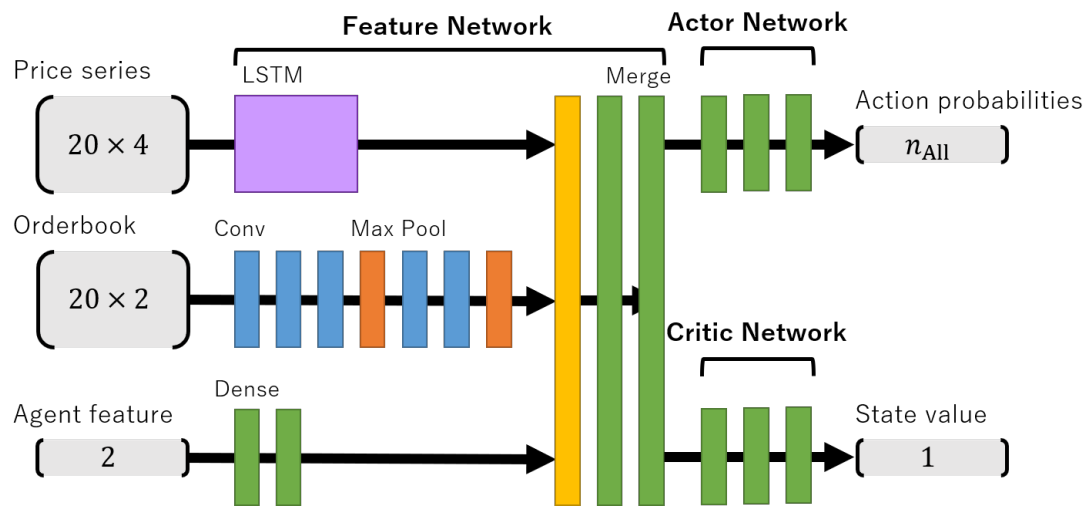 Feature Network
Actor Network
Price series
LSTM
Merge
Action probabilities
20 × 4
n_All
Orderbook
Conv
Max Pool
20 × 2
Critic Network
Dense
Agent feature
State value
2
1